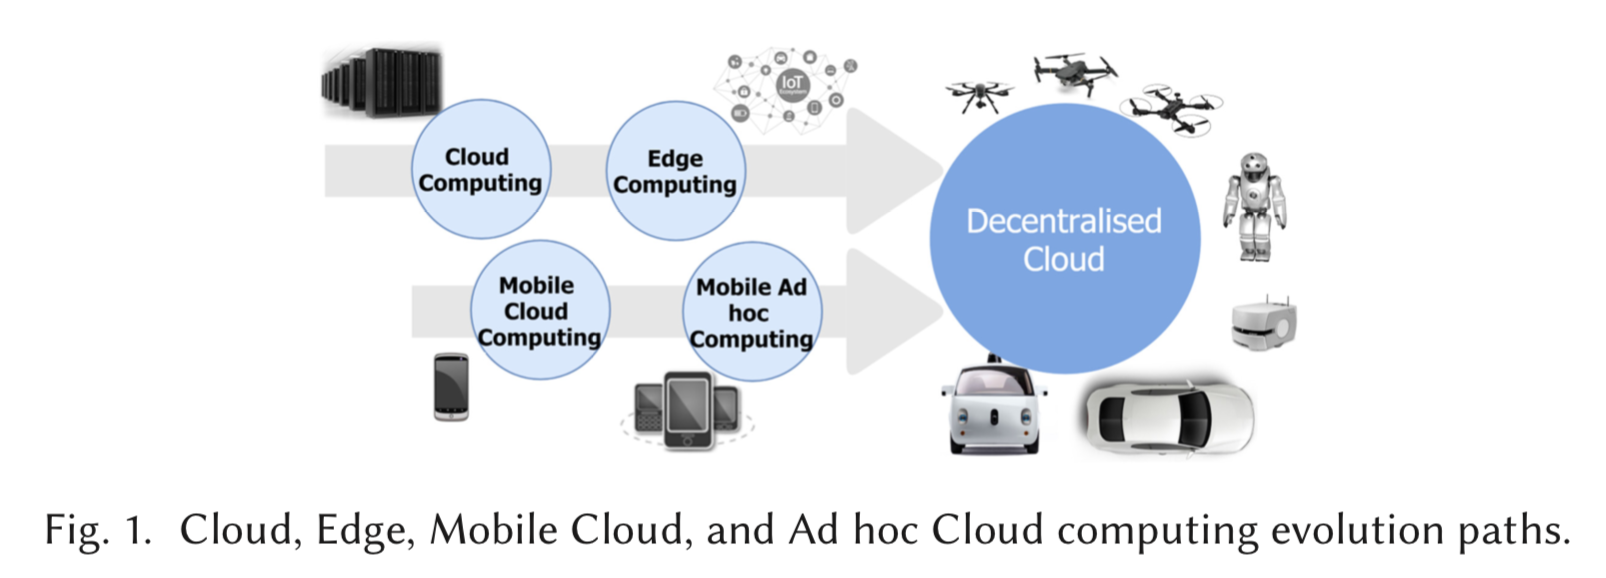 IoT
Ecosystem
Cloud
Computing
Edge
Computing
Decentralised
Cloud
Mobile
Cloud
Computing
Mobile Ad
hoc
Computing
Fig. 1. Cloud, Edge, Mobile Cloud, and Ad hoc Cloud computing evolution paths.